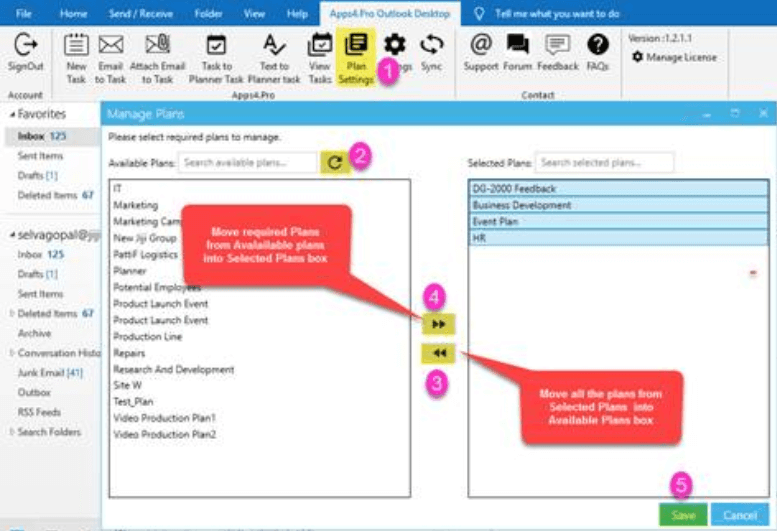 File Home Send / Receive Folder View Help Apps4.Pro Outlook Desktop Tell me what you want to do
SignOut
New Task
Email to Task
Attach Email to Task
Task to Planner Task
Text to Planner task
View Tasks
Plan Settings
1
Sync
Support Forum Feedback FAQs
Version :1.2.1.1
Manage License
Account Apps4.Pro Contact
Favorites
Inbox 125
Sent Items
Drafts [1]
Deleted Items 67
Inbox 125
Drafts [1]
Sent Items
Deleted Items 67
Archive
Conversation Histo
Junk Email [41]
Outbox
RSS Feeds
Search Folders
Manage Plans
Please select required plans to manage.
Available Plans: Search available plans...
2
IT
Marketing
Marketing Cam
New Jiji Group
PattiF Logistics
Planner
Potential Employees
Product Launch Event
Product Launch Event
Production Line
Repairs
Research And Development
Site W
Test_Plan
Video Production Plan1
Video Production Plan2
Move required Plans
from Avalailable plans
into Selected Plans box
4
3
Selected Plans: Search selected plans...
DG-2000 Feedback
Business Development
Event Plan
HR
Move all the plans from
Selected Plans into
Available Plans box
5
Save Cancel